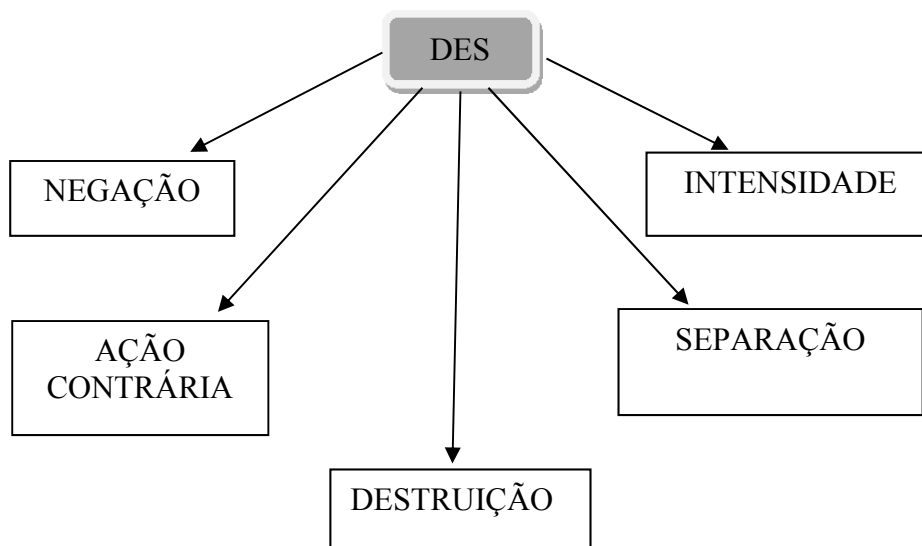 DES
NEGAÇÃO
INTENSIDADE
AÇÃO
CONTRÁRIA
SEPARAÇÃO
DESTRUIÇÃO